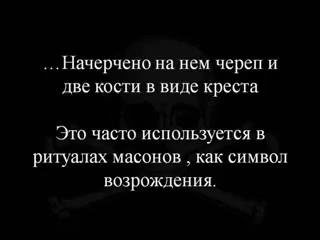 …Начерчено на нем череп и
две кости в виде креста
Это часто используется в
ритуалах масонов , как символ
возрождения.